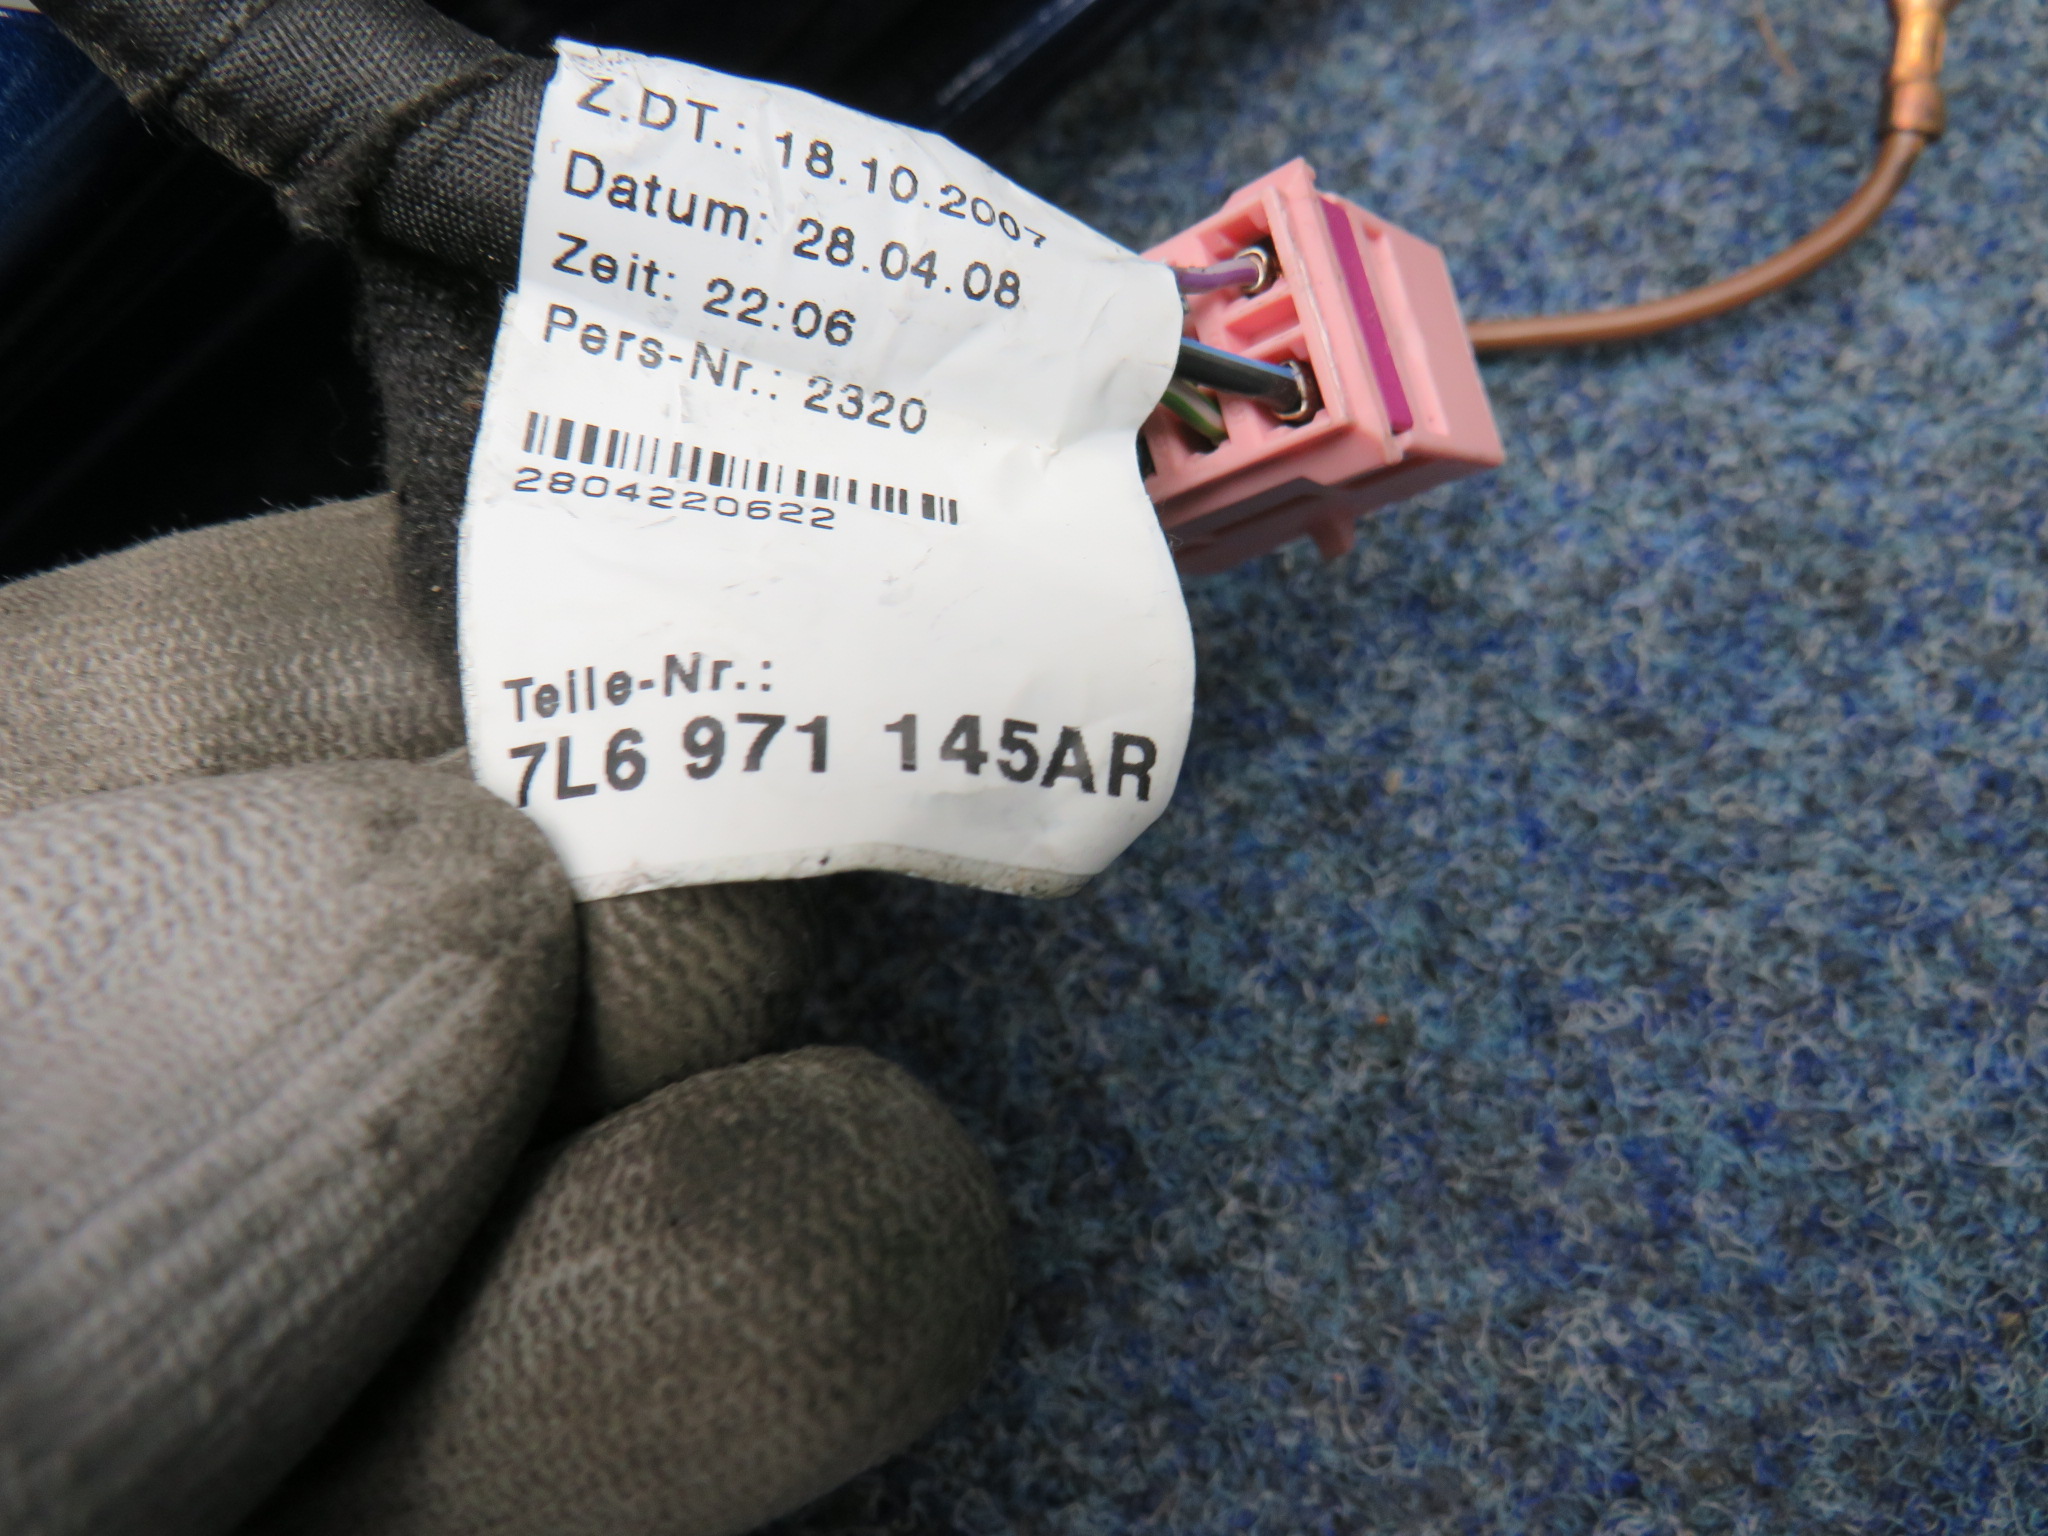 Z.DT.: 18.10.2007
Datum: 28.04.08
Zeit: 22:06
Pers-Nr.: 2320
2804220622
Teile-Nr.:
7L6 971 145AR